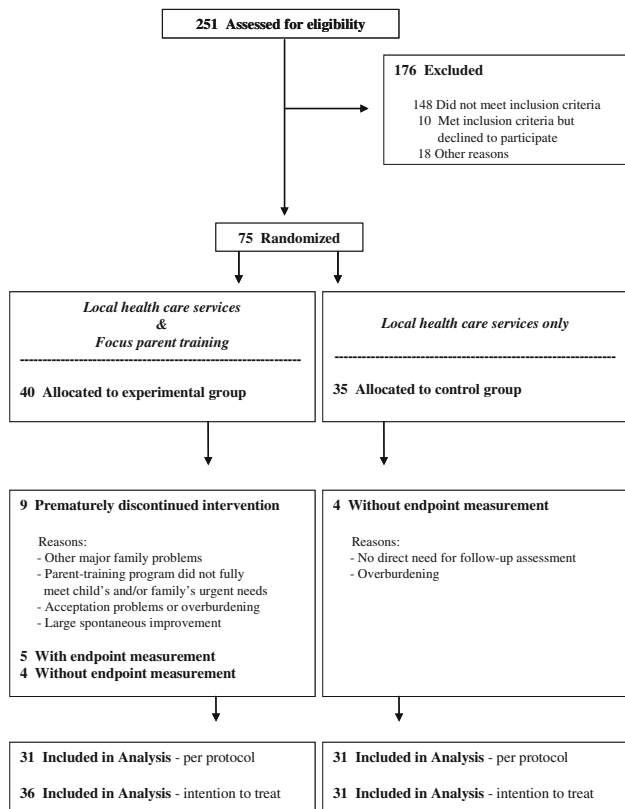 251 Assessed for eligibility
176 Excluded
148 Did not meet inclusion criteria
10 Met inclusion criteria but
declined to participate
18 Other reasons
75 Randomized
Local health care services
&
Focus parent training
40 Allocated to experimental group
Local health care services only
35 Allocated to control group
9 Prematurely discontinued intervention
Reasons:
- Other major family problems
- Parent-training program did not fully
meet child's and/or family's urgent needs
- Acceptation problems or overburdening
- Large spontaneous improvement
5 With endpoint measurement
4 Without endpoint measurement
4 Without endpoint measurement
Reasons:
- No direct need for follow-up assessment
- Overburdening
31 Included in Analysis - per protocol
36 Included in Analysis - intention to treat
31 Included in Analysis - per protocol
31 Included in Analysis - intention to treat